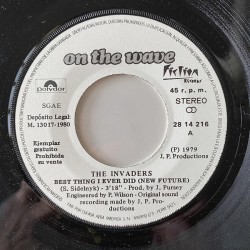 on the wave
Fiction
Records
polydor
45 r.p.m.
SGAE
STEREO
Depósito Legal:
M. 13017-1980
28 14 216
A
Ejemplar
gratuito
Prohibida
su venta
(P) 1979
J. P. Productions
THE INVADERS
BEST THING I EVER DID (NEW FUTURE)
(S. Sidelnyk) - 3'18" - Prod. by J. Pursey
Engineered by P. Wilson - Original sound
recording made by J. P. Pro-
ductions